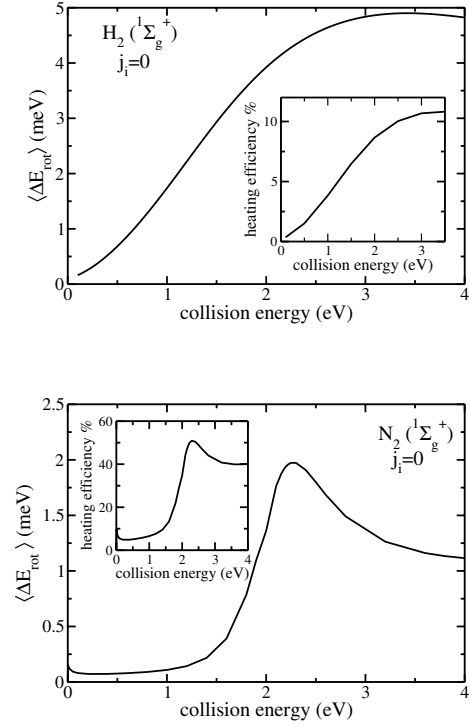 H₂ (¹Σg⁺)
jᵢ=0
⟨ΔE_rot⟩ (meV)
5
4
3
2
1
0
0 1 2 3 4
collision energy (eV)
heating efficiency %
10
5
0
0 1 2 3
collision energy (eV)
N₂ (¹Σg⁺)
jᵢ=0
⟨ΔE_rot⟩ (meV)
2.5
2
1.5
1
0.5
0
0 1 2 3 4
collision energy (eV)
heating efficiency %
60
40
20
0
0 1 2 3 4
collision energy (eV)